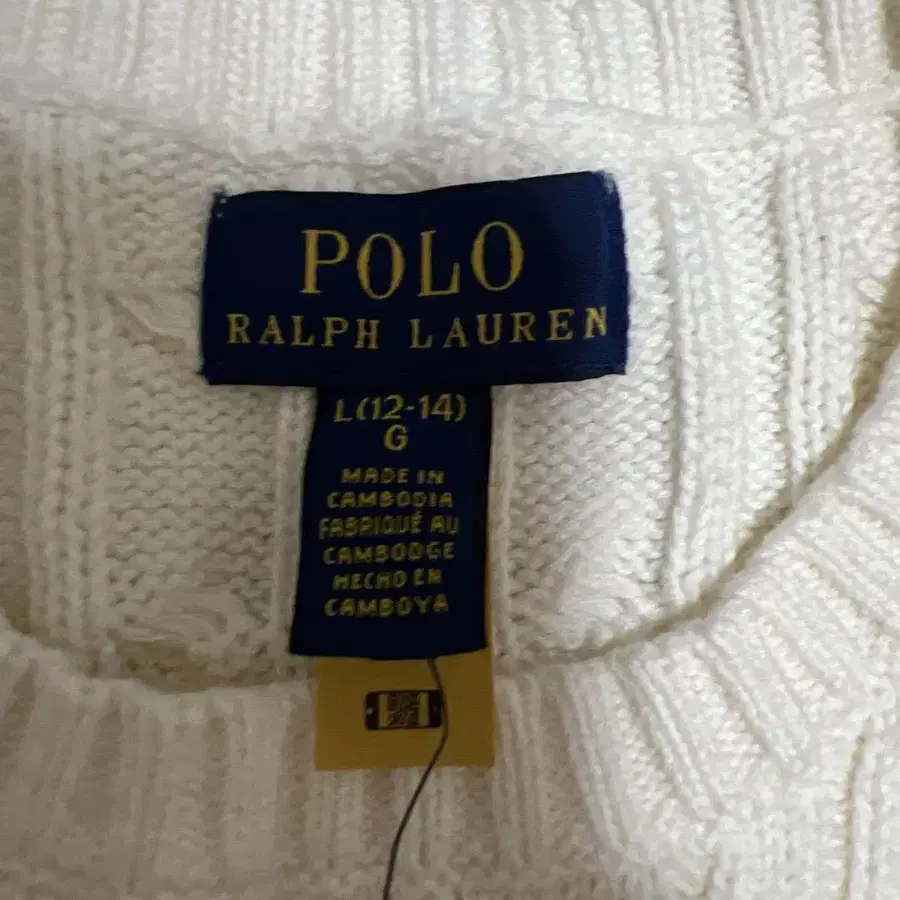 POLO
RALPH LAUREN
L(12-14)
G
MADE IN
CAMBODIA
FABRIQUÉ AU
CAMBODGE
HECHO EN
CAMBOYA